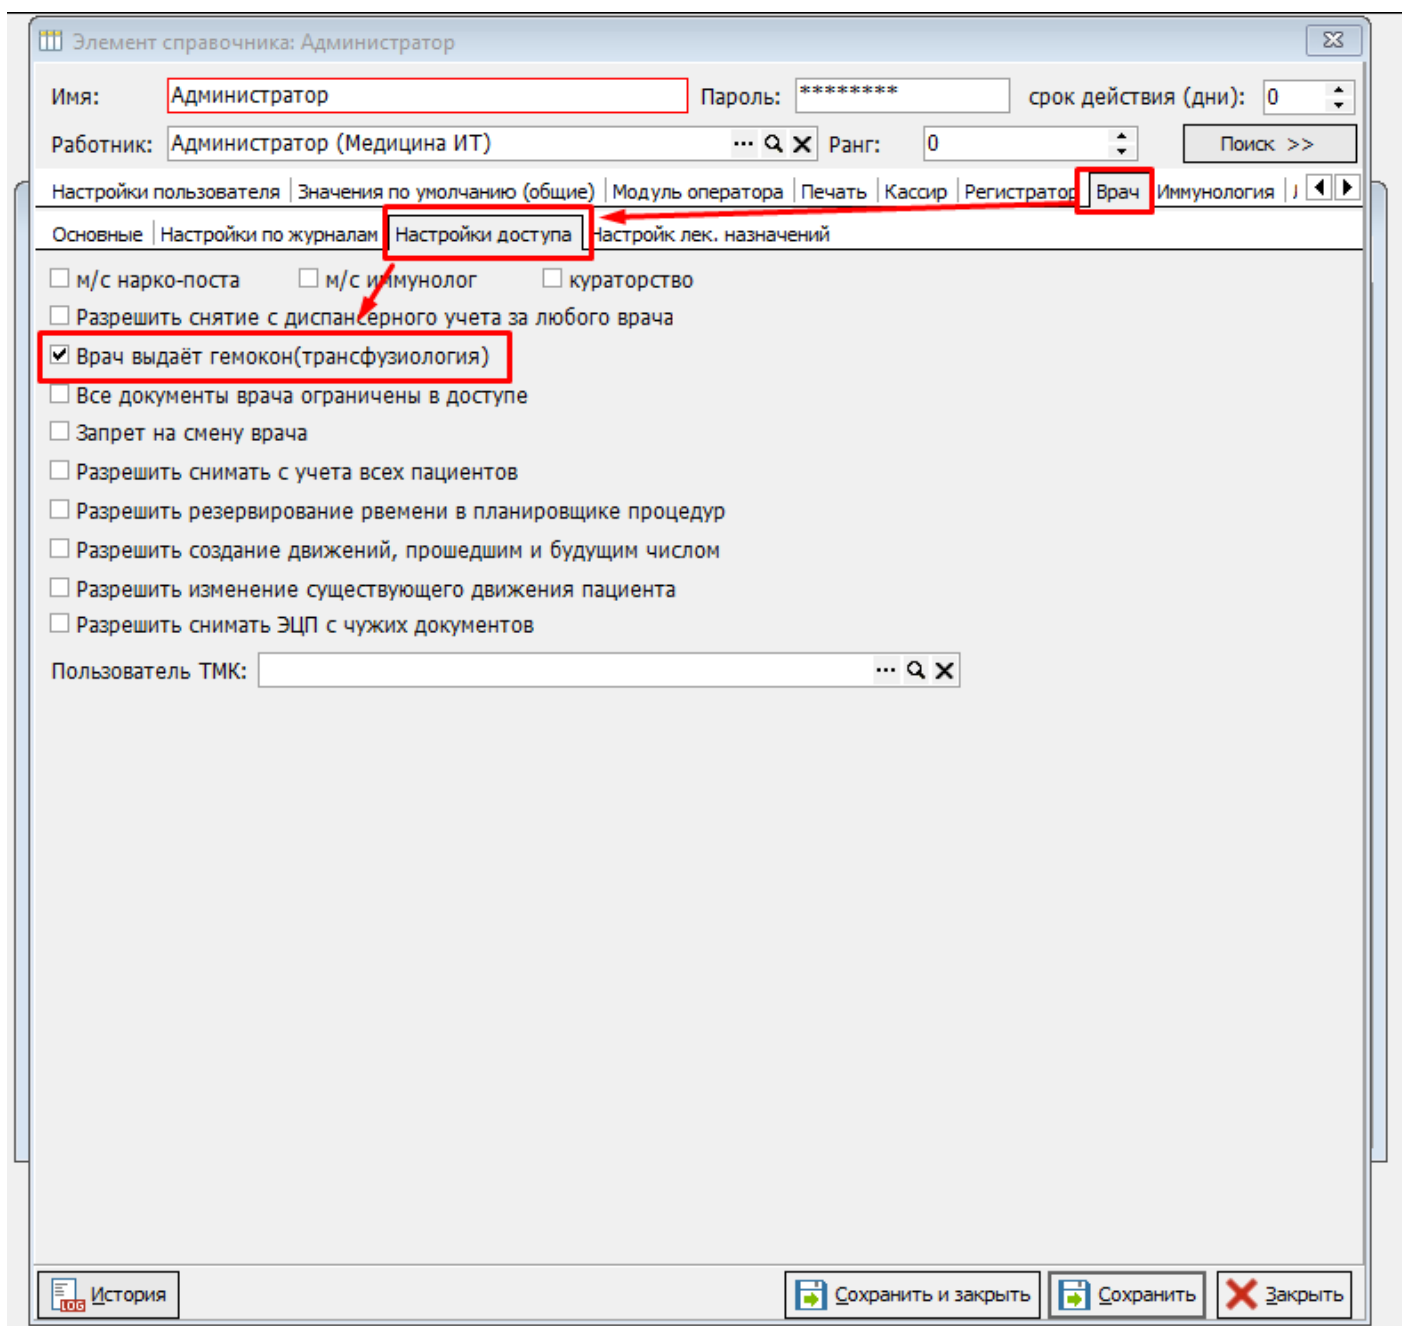 Элемент справочника: Администратор
Имя: Администратор Пароль: ******** срок действия (дни): 0
Работник: Администратор (Медицина ИТ) ... Ранг: 0 Поиск >>
Настройки пользователя Значения по умолчанию (общие) Модуль оператора Печать Кассир Регистратор Врач Иммунология
Основные Настройки по журналам Настройки доступа Настройк лек. назначений
м/с нарко-поста м/с иммунолог кураторство
Разрешить снятие с диспансерного учета за любого врача
Врач выдаёт гемокон(трансфузиология)
Все документы врача ограничены в доступе
Запрет на смену врача
Разрешить снимать с учета всех пациентов
Разрешить резервирование рвемени в планировщике процедур
Разрешить создание движений, прошедшим и будущим числом
Разрешить изменение существующего движения пациента
Разрешить снимать ЭЦП с чужих документов
Пользователь ТМК: ...
LOG История Сохранить и закрыть Сохранить Закрыть